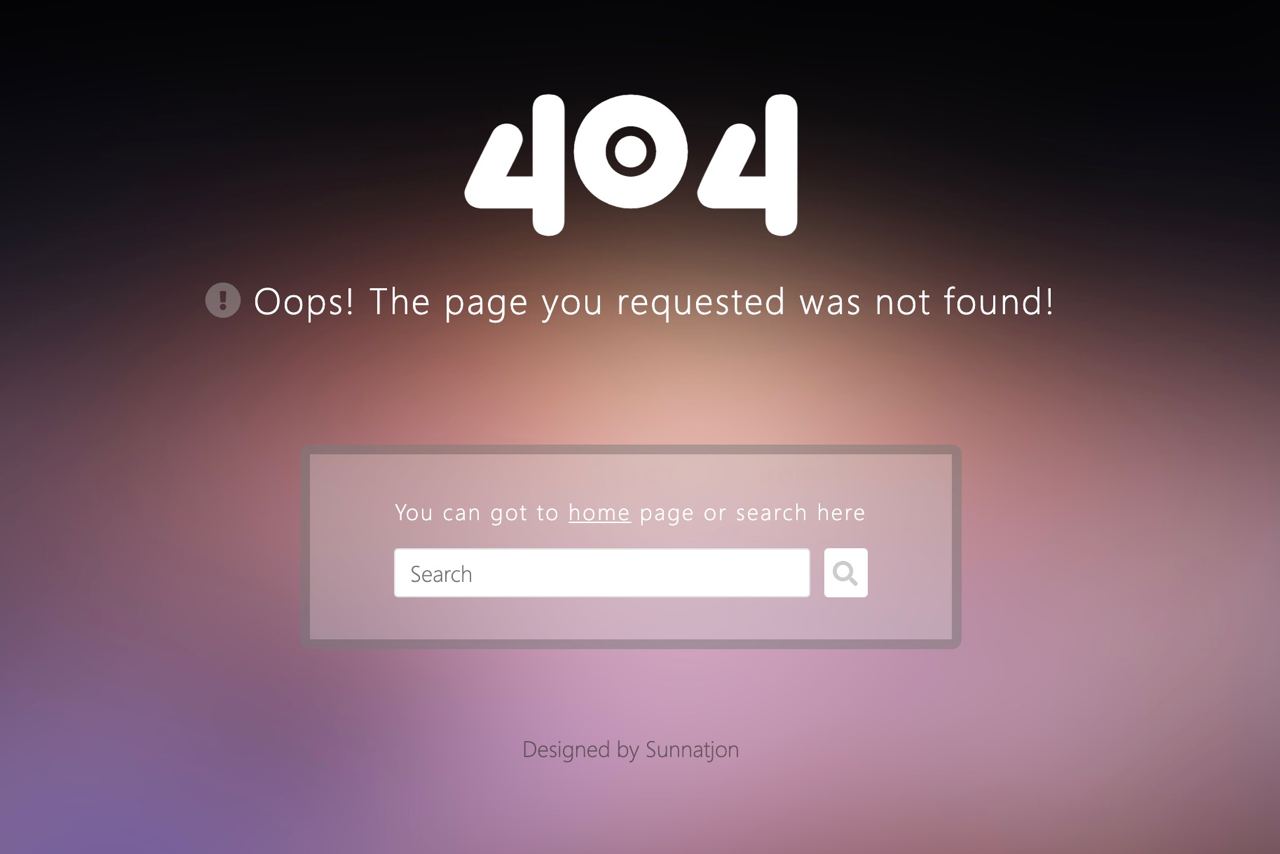 404
Oops! The page you requested was not found!
You can got to home page or search here
Search
Designed by Sunnatjon